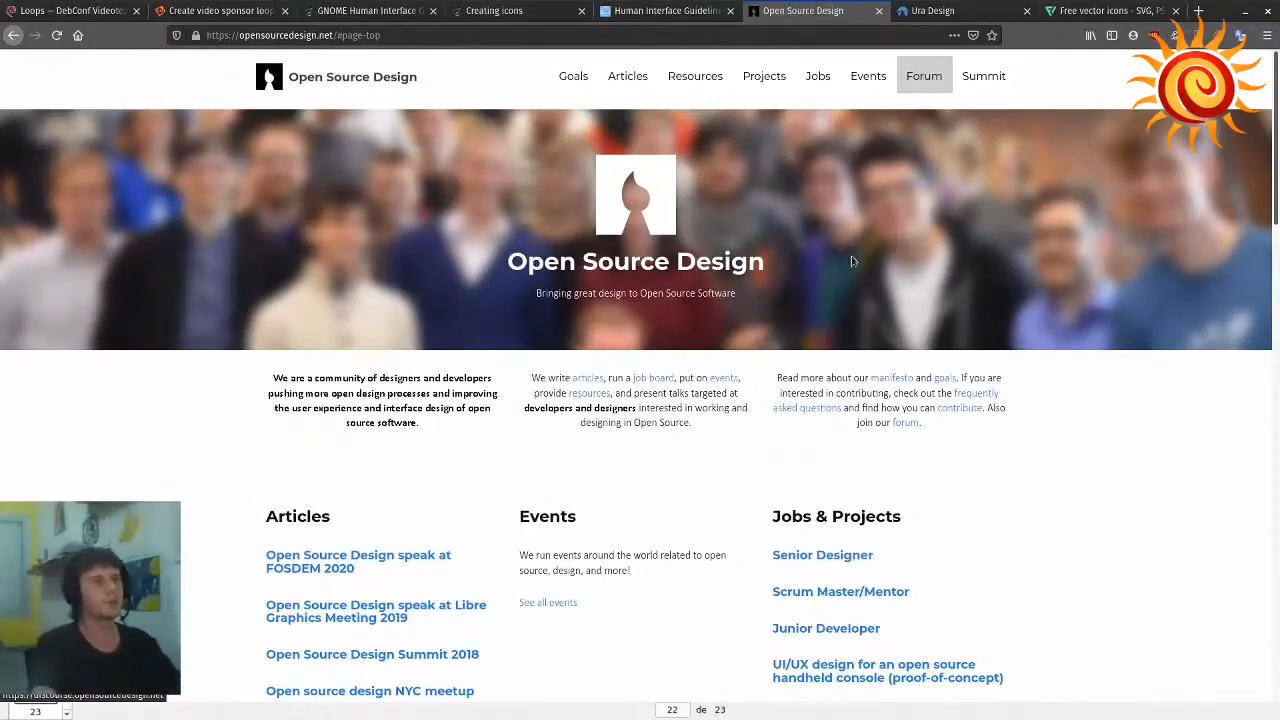 Loops — DebConf Videote
Create video sponsor loop
GNOME Human Interface G
Creating icons
Human Interface Guideline
Open Source Design
Ura Design
Free vector icons - SVG, PS
https://opensourcedesign.net/#page-top
Open Source Design
Goals
Articles
Resources
Projects
Jobs
Events
Forum
Summit
Open Source Design
Bringing great design to Open Source Software
We are a community of designers and developers
pushing more open design processes and improving
the user experience and interface design of open
source software.
We write articles, run a job board, put on events,
provide resources, and present talks targeted at
developers and designers interested in working and
designing in Open Source.
Read more about our manifesto and goals. If you are
interested in contributing, check out the frequently
asked questions and find how you can contribute. Also
join our forum.
Articles
Open Source Design speak at
FOSDEM 2020
Open Source Design speak at Libre
Graphics Meeting 2019
Open Source Design Summit 2018
Open source design NYC meetup
Events
We run events around the world related to open
source, design, and more!
See all events
Jobs & Projects
Senior Designer
Scrum Master/Mentor
Junior Developer
UI/UX design for an open source
handheld console (proof-of-concept)
https://discourse.opensourcedesign.net
23
22 de 23